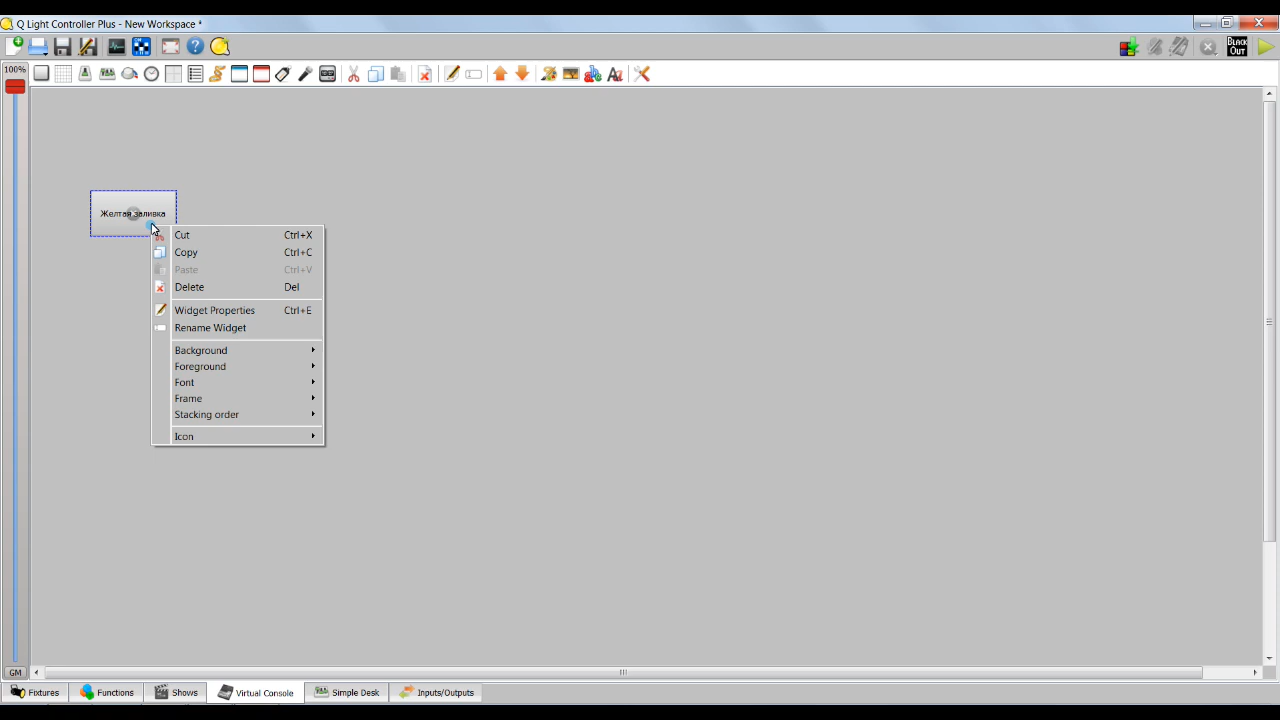 Q Light Controller Plus - New Workspace *
BLACK
OUT
100%
Желтая заливка
Cut Ctrl+X
Copy Ctrl+C
Paste Ctrl+V
Delete Del
Widget Properties Ctrl+E
Rename Widget
Background
Foreground
Font
Frame
Stacking order
Icon
GM
Fixtures Functions Shows Virtual Console Simple Desk Inputs/Outputs